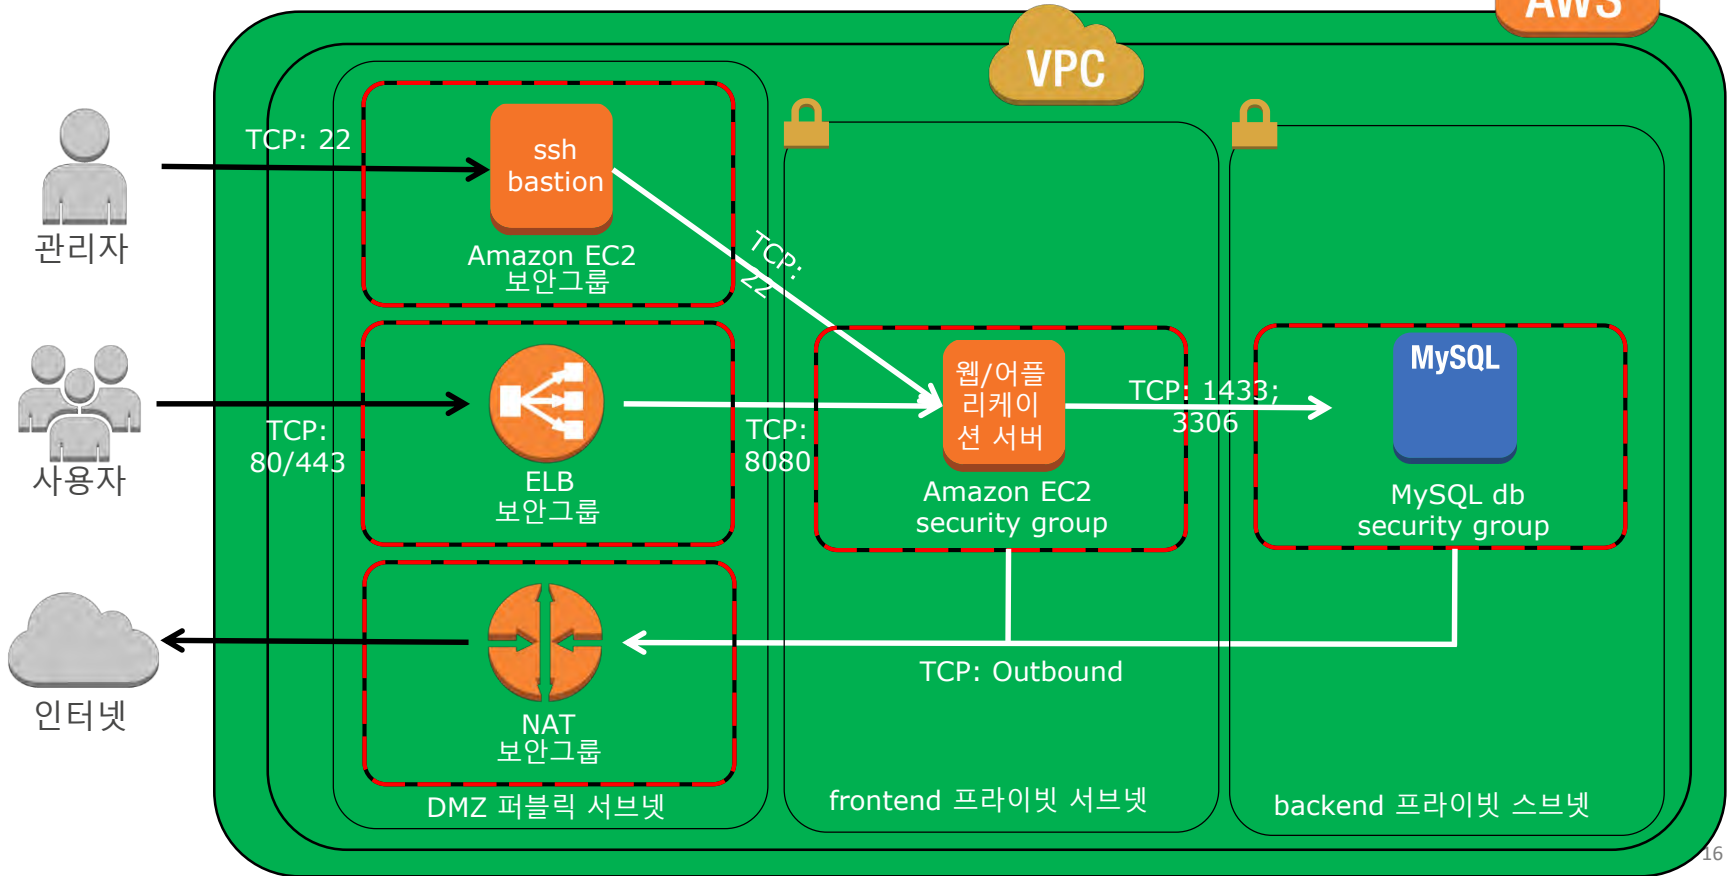 AWS
VPC
TCP: 22
ssh
bastion
관리자
Amazon EC2
보안그룹
TCP:
22
웹/어플
리케이
션 서버
MySQL
TCP: 1433;
3306
TCP:
80/443
사용자
ELB
보안그룹
TCP:
8080
Amazon EC2
security group
MySQL db
security group
인터넷
NAT
보안그룹
TCP: Outbound
DMZ 퍼블릭 서브넷
frontend 프라이빗 서브넷
backend 프라이빗 스브넷
16